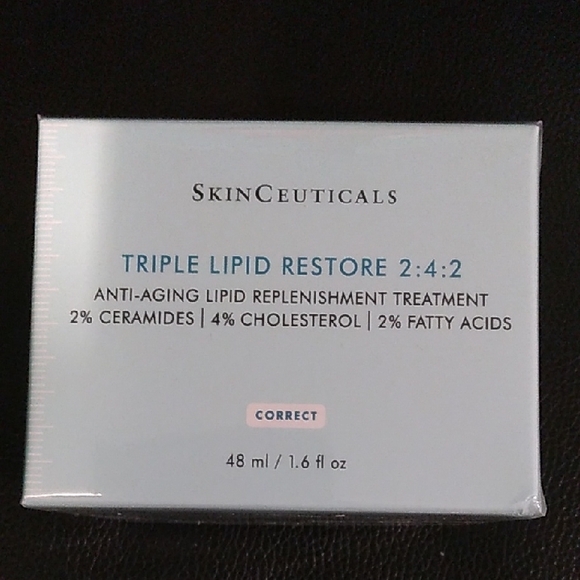 SKINCEUTICALS
TRIPLE LIPID RESTORE 2:4:2
ANTI-AGING LIPID REPLENISHMENT TREATMENT
2% CERAMIDES | 4% CHOLESTEROL | 2% FATTY ACIDS
CORRECT
48 ml / 1.6 fl oz